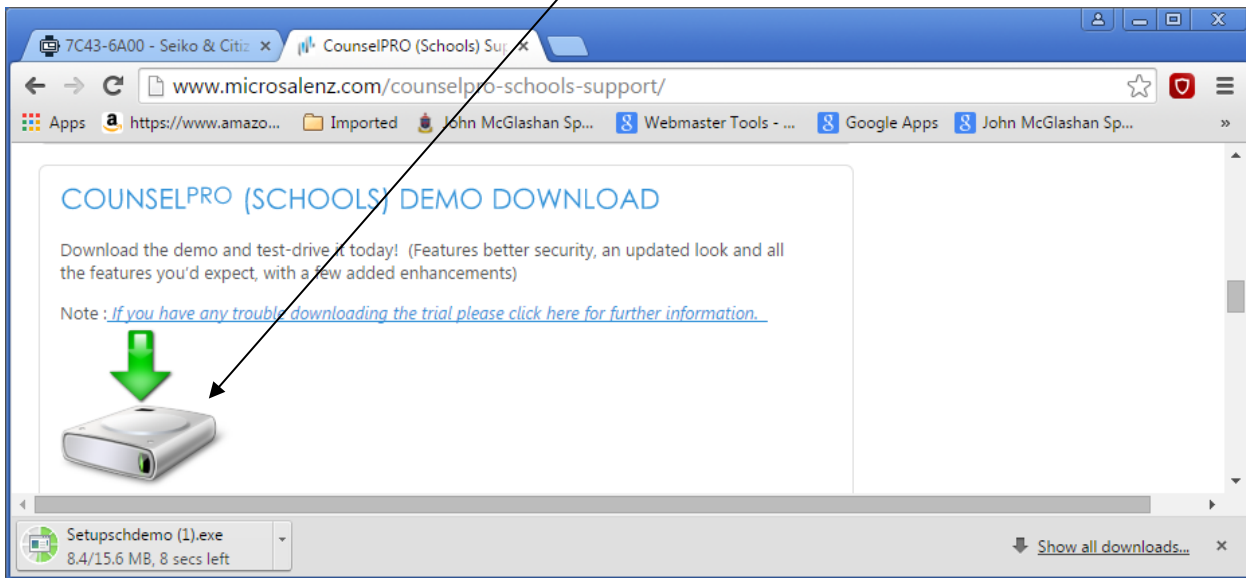 7C43-6A00 - Seiko & Citiz
CounselPRO (Schools) Sup
www.microsalenz.com/counselpro-schools-support/
Apps
https://www.amazo...
Imported
John McGlashan Sp...
Webmaster Tools - ...
Google Apps
John McGlashan Sp...
COUNSELPRO (SCHOOLS) DEMO DOWNLOAD
Download the demo and test-drive it today! (Features better security, an updated look and all
the features you'd expect, with a few added enhancements)
Note : If you have any trouble downloading the trial please click here for further information.
Setupschdemo (1).exe
8.4/15.6 MB, 8 secs left
Show all downloads...